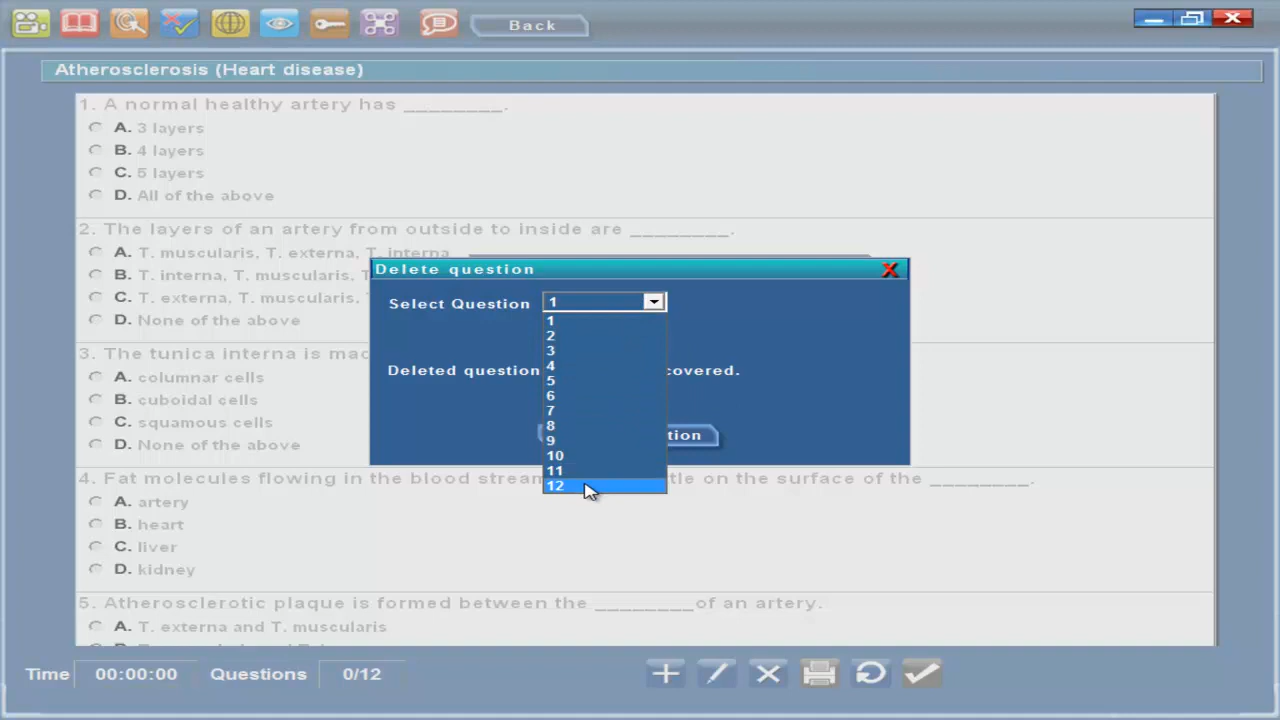 Back
Atherosclerosis (Heart disease)
1. A normal healthy artery has ________.
A. 3 layers
B. 4 layers
C. 5 layers
D. All of the above
2. The layers of an artery from outside to inside are ________.
A. T. muscularis, T. externa, T. interna
B. T. interna, T. muscularis,
C. T. externa, T. muscularis,
D. None of the above
Delete question
Select Question 1
1
2
3
4
5
6
7
8
9
10
11
12
Deleted question covered.
tion
3. The tunica interna is mad
A. columnar cells
B. cuboidal cells
C. squamous cells
D. None of the above
4. Fat molecules flowing in the blood stream tle on the surface of the ________.
A. artery
B. heart
C. liver
D. kidney
5. Atherosclerotic plaque is formed between the ________of an artery.
A. T. externa and T. muscularis
Time 00:00:00 Questions 0/12